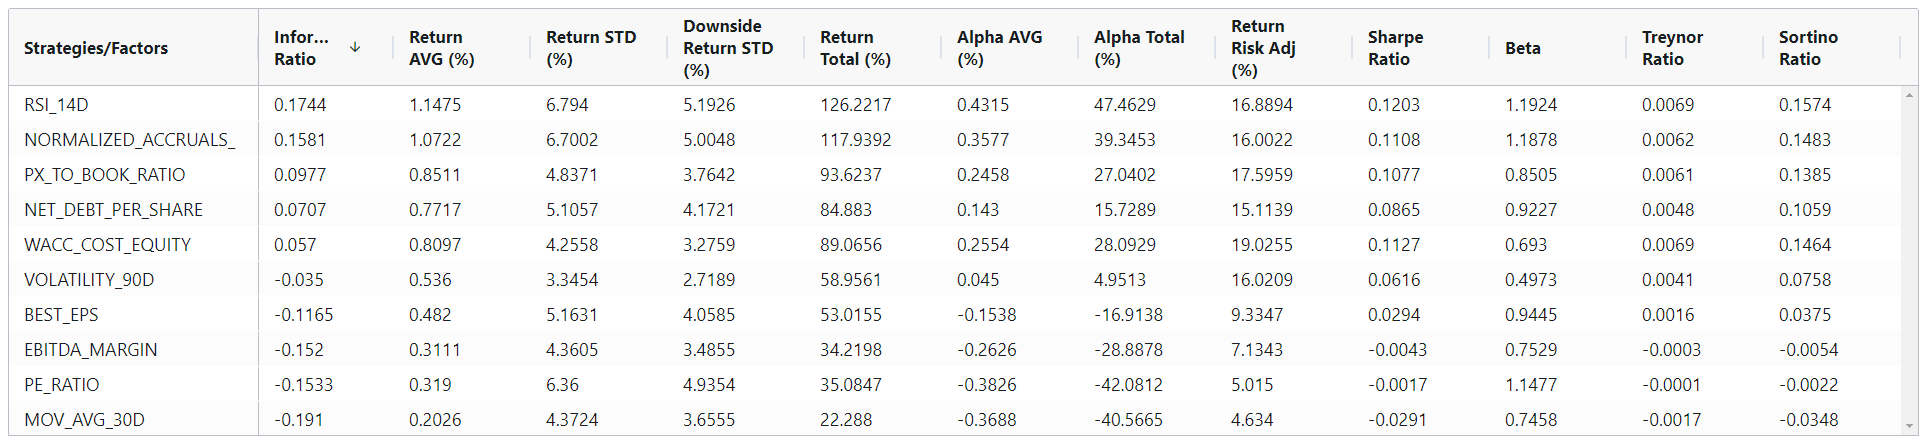 Strategies/Factors Infor... Ratio ↓ Return AVG (%) Return STD (%) Downside Return STD (%) Return Total (%) Alpha AVG (%) Alpha Total (%) Return Risk Adj (%) Sharpe Ratio Beta Treynor Ratio Sortino Ratio
RSI_14D 0.1744 1.1475 6.794 5.1926 126.2217 0.4315 47.4629 16.8894 0.1203 1.1924 0.0069 0.1574
NORMALIZED_ACCRUALS_ 0.1581 1.0722 6.7002 5.0048 117.9392 0.3577 39.3453 16.0022 0.1108 1.1878 0.0062 0.1483
PX_TO_BOOK_RATIO 0.0977 0.8511 4.8371 3.7642 93.6237 0.2458 27.0402 17.5959 0.1077 0.8505 0.0061 0.1385
NET_DEBT_PER_SHARE 0.0707 0.7717 5.1057 4.1721 84.883 0.143 15.7289 15.1139 0.0865 0.9227 0.0048 0.1059
WACC_COST_EQUITY 0.057 0.8097 4.2558 3.2759 89.0656 0.2554 28.0929 19.0255 0.1127 0.693 0.0069 0.1464
VOLATILITY_90D -0.035 0.536 3.3454 2.7189 58.9561 0.045 4.9513 16.0209 0.0616 0.4973 0.0041 0.0758
BEST_EPS -0.1165 0.482 5.1631 4.0585 53.0155 -0.1538 -16.9138 9.3347 0.0294 0.9445 0.0016 0.0375
EBITDA_MARGIN -0.152 0.3111 4.3605 3.4855 34.2198 -0.2626 -28.8878 7.1343 -0.0043 0.7529 -0.0003 -0.0054
PE_RATIO -0.1533 0.319 6.36 4.9354 35.0847 -0.3826 -42.0812 5.015 -0.0017 1.1477 -0.0001 -0.0022
MOV_AVG_30D -0.191 0.2026 4.3724 3.6555 22.288 -0.3688 -40.5665 4.634 -0.0291 0.7458 -0.0017 -0.0348